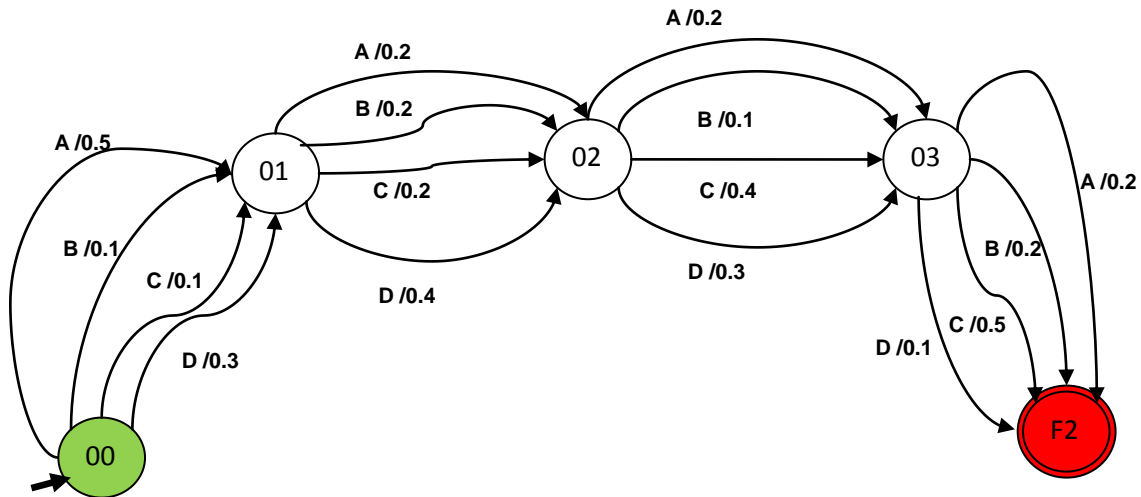 A /0.2
A /0.2
B /0.2
B /0.1
A /0.5
01
02
03
C /0.2
C /0.4
A /0.2
B /0.1
C /0.1
B /0.2
D /0.4
D /0.3
D /0.3
C /0.5
D /0.1
00
F2